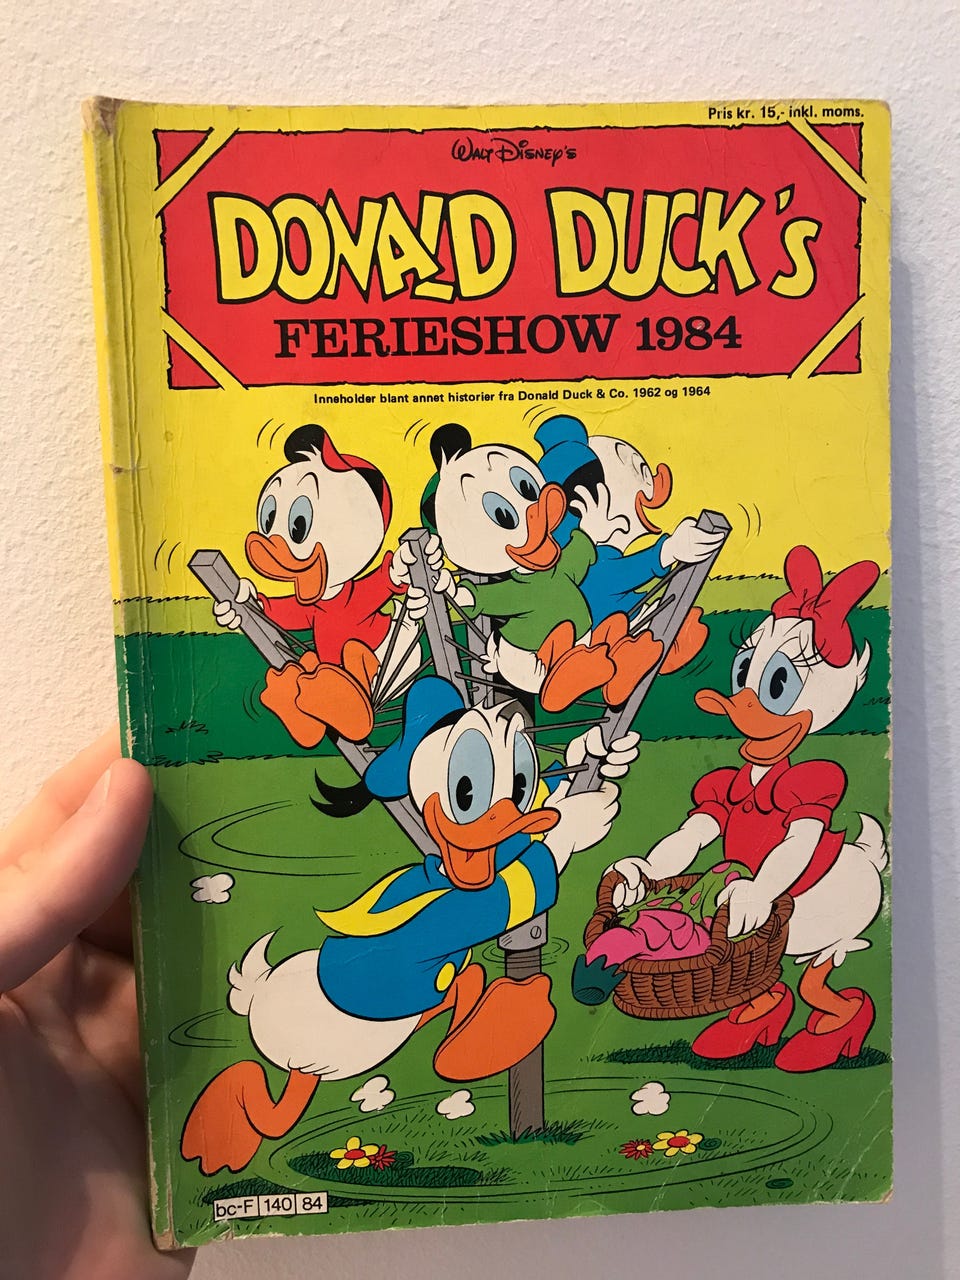 Pris kr. 15,- inkl. moms.
WALT DISNEY'S
DONALD DUCK'S
FERIESHOW 1984
Inneholder blant annet historier fra Donald Duck & Co. 1962 og 1964
bc-F 140 84